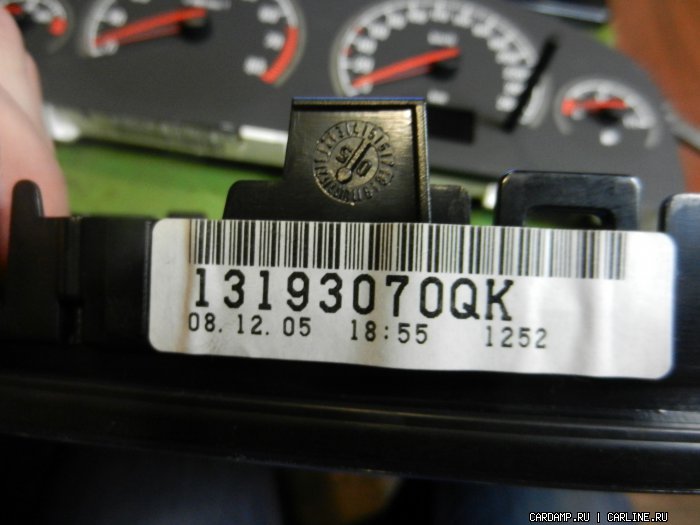 13193070QK
08.12.05 18:55 1252
CARDAMP.RU | CARLINE.RU